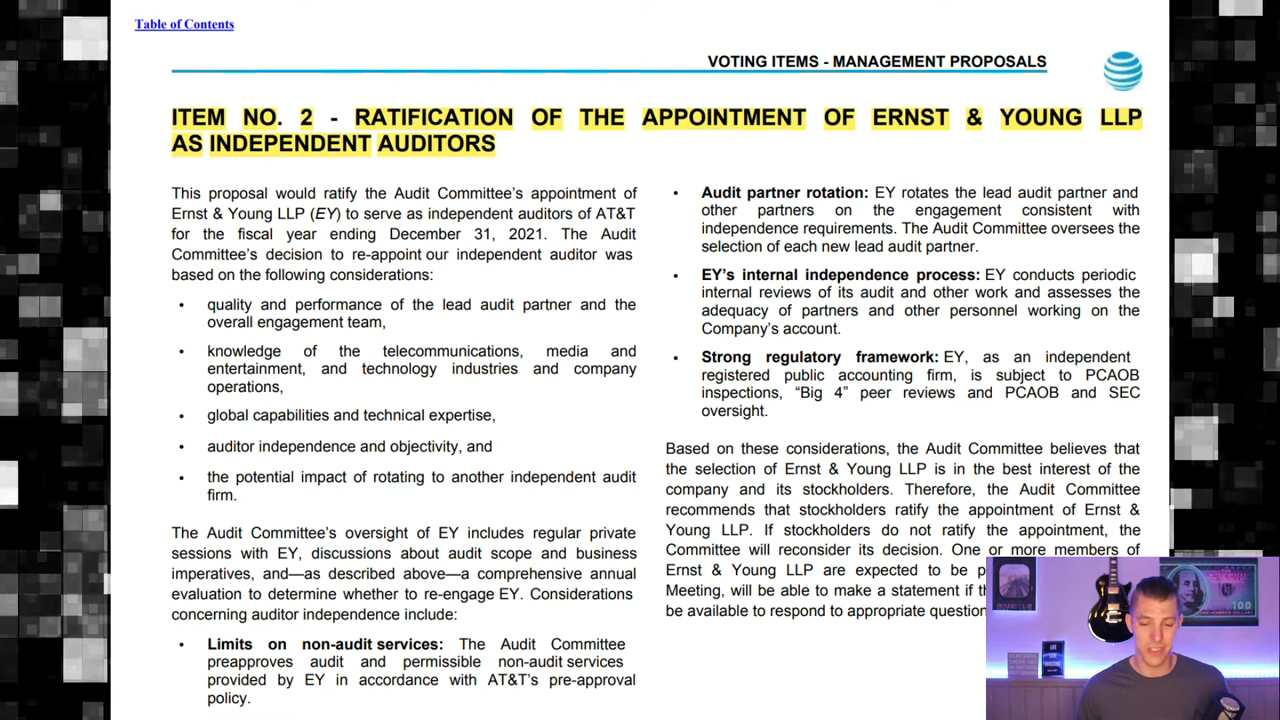 Table of Contents
VOTING ITEMS - MANAGEMENT PROPOSALS
ITEM NO. 2 - RATIFICATION OF THE APPOINTMENT OF ERNST & YOUNG LLP
AS INDEPENDENT AUDITORS
This proposal would ratify the Audit Committee's appointment of
Ernst & Young LLP (EY) to serve as independent auditors of AT&T
for the fiscal year ending December 31, 2021. The Audit
Committee's decision to re-appoint our independent auditor was
based on the following considerations:
• quality and performance of the lead audit partner and the
overall engagement team,
• knowledge of the telecommunications, media and
entertainment, and technology industries and company
operations,
• global capabilities and technical expertise,
• auditor independence and objectivity, and
• the potential impact of rotating to another independent audit
firm.
The Audit Committee's oversight of EY includes regular private
sessions with EY, discussions about audit scope and business
imperatives, and—as described above—a comprehensive annual
evaluation to determine whether to re-engage EY. Considerations
concerning auditor independence include:
• Limits on non-audit services: The Audit Committee
preapproves audit and permissible non-audit services
provided by EY in accordance with AT&T's pre-approval
policy.
• Audit partner rotation: EY rotates the lead audit partner and
other partners on the engagement consistent with
independence requirements. The Audit Committee oversees the
selection of each new lead audit partner.
• EY's internal independence process: EY conducts periodic
internal reviews of its audit and other work and assesses the
adequacy of partners and other personnel working on the
Company's account.
• Strong regulatory framework: EY, as an independent
registered public accounting firm, is subject to PCAOB
inspections, "Big 4" peer reviews and PCAOB and SEC
oversight.
Based on these considerations, the Audit Committee believes that
the selection of Ernst & Young LLP is in the best interest of the
company and its stockholders. Therefore, the Audit Committee
recommends that stockholders ratify the appointment of Ernst &
Young LLP. If stockholders do not ratify the appointment, the
Committee will reconsider its decision. One or more members of
Ernst & Young LLP are expected to be
Meeting, will be able to make a statement if
be available to respond to appropriate
100